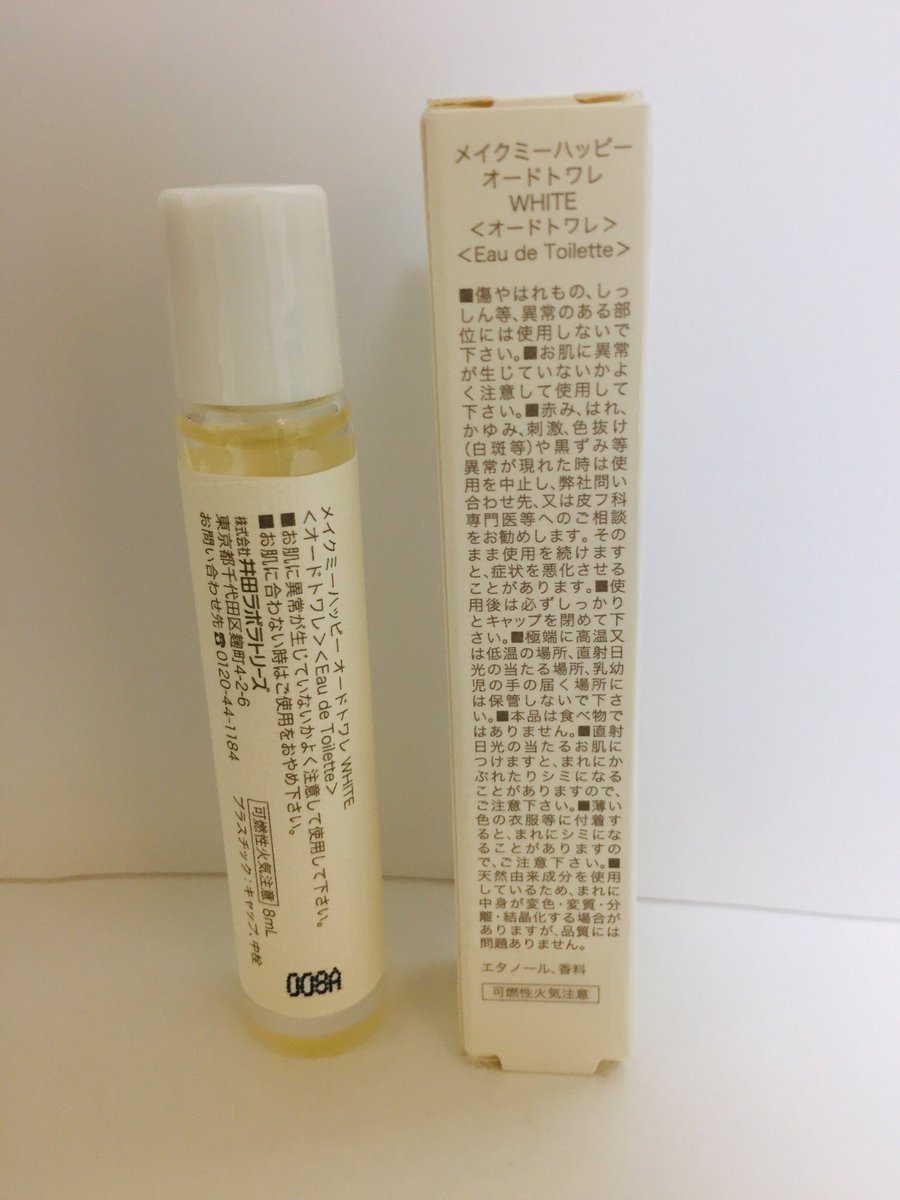 メイクミーハッピー オードトワレ WHITE
＜オードトワレ＞＜Eau de Toilette＞
■お肌に異常が生じていないかよく注意して使用して下さい。
■お肌に合わない時はご使用をおやめ下さい。
株式会社 井田ラボラトリーズ
東京都千代田区麹町4-2-6
お問い合わせ先☎0120-44-1184
可燃性火気注意 8mL
プラスチック：キャップ、中栓
008A
メイクミーハッピー
オードトワレ
WHITE
＜オードトワレ＞
＜Eau de Toilette＞
■傷やはれもの、しっ
しん等、異常のある部
位には使用しないで
下さい。■お肌に異常
が生じていないかよ
く注意して使用して
下さい。■赤み、はれ、
かゆみ、刺激、色抜け
(白斑等)や黒ずみ等
異常が現れた時は使
用を中止し、弊社問い
合わせ先、又は皮フ科
専門医等へのご相談
をお勧めします。その
まま使用を続けます
と、症状を悪化させる
ことがあります。■使
用後は必ずしっかり
とキャップを閉めて下
さい。■極端に高温又
は低温の場所、直射日
光の当たる場所、乳幼
児の手の届く場所に
は保管しないで下さ
い。■本品は食べ物で
はありません。■直射
日光の当たるお肌に
つけますと、まれにか
ぶれたりシミになる
ことがありますので、
ご注意下さい。■薄い
色の衣服等に付着す
ると、まれにシミにな
ることがありますの
で、ご注意下さい。■
天然由来成分を使用
しているため、まれに
中身が変色・変質・分
離・結晶化する場合が
ありますが、品質には
問題ありません。
エタノール、香料
可燃性火気注意